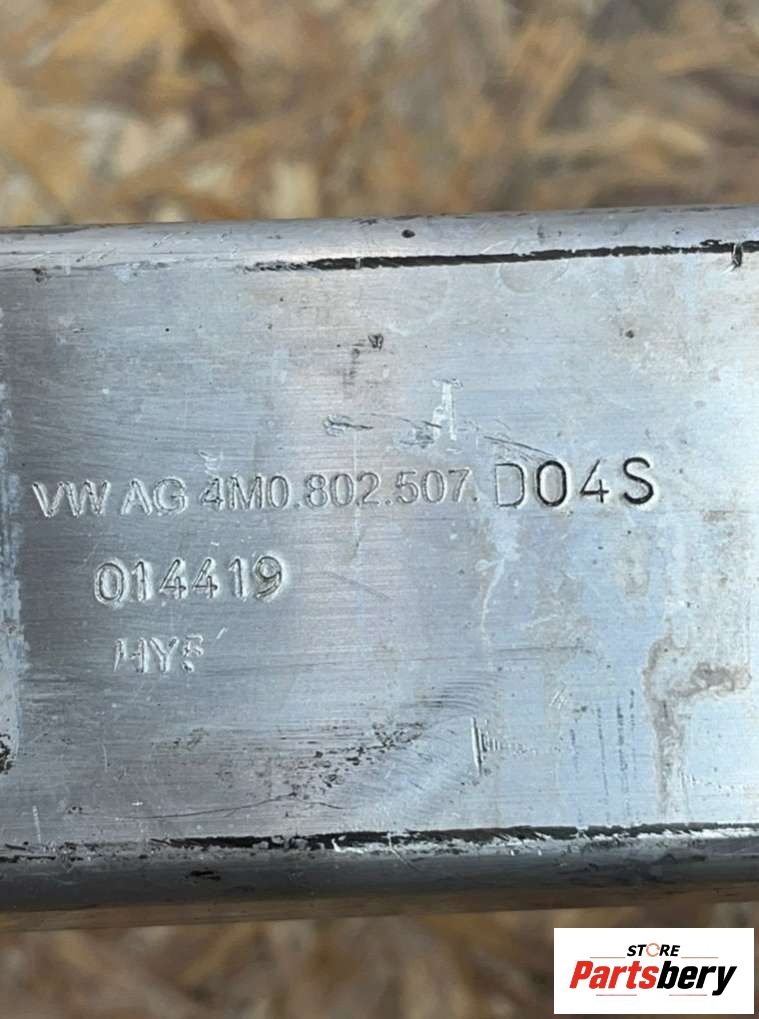 VW AG 4M0.802.507. D04S
014419
STORE
Partsbery